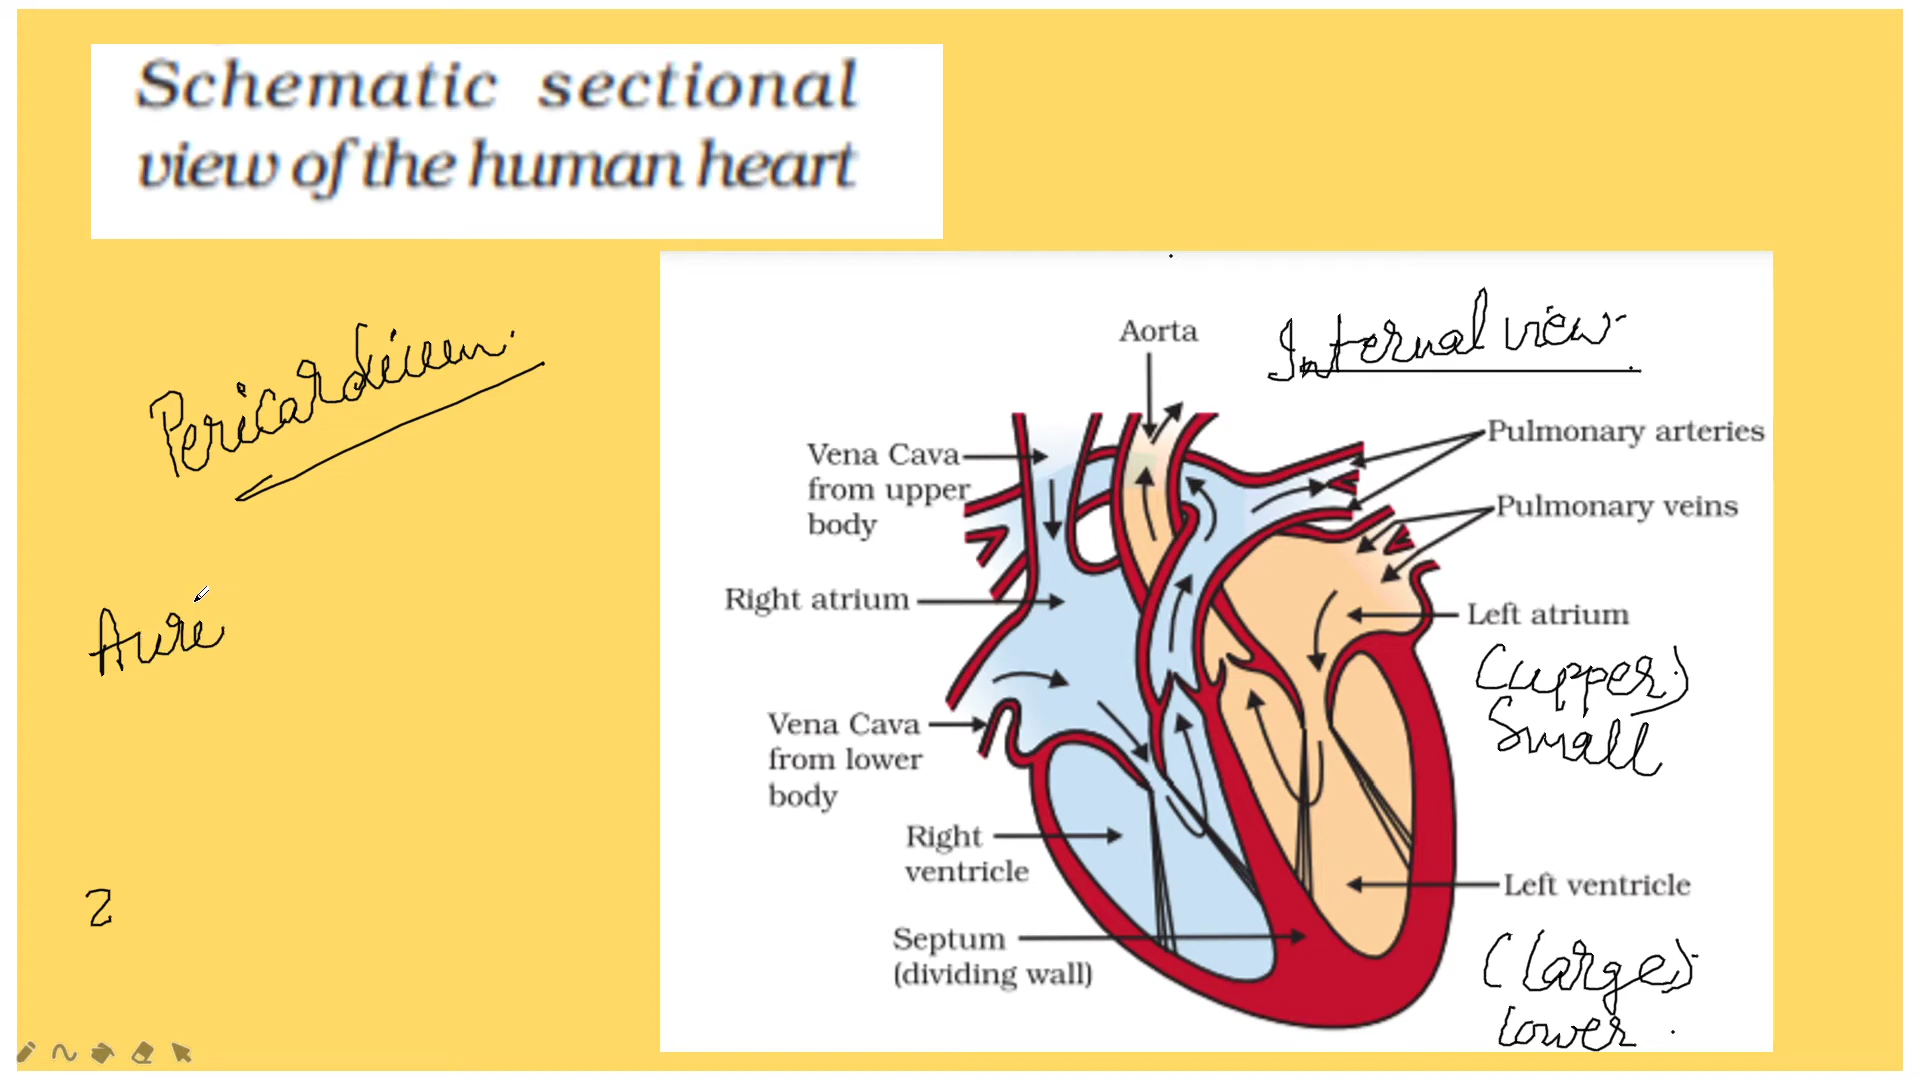 Schematic sectional
view of the human heart
Pericardium.
Aure
2
Internal view
Aorta
Vena Cava
from upper
body
Right atrium
Vena Cava
from lower
body
Right
ventricle
Septum
(dividing wall)
Pulmonary arteries
Pulmonary veins
Left atrium
(upper)
Small
Left ventricle
(large)
lower